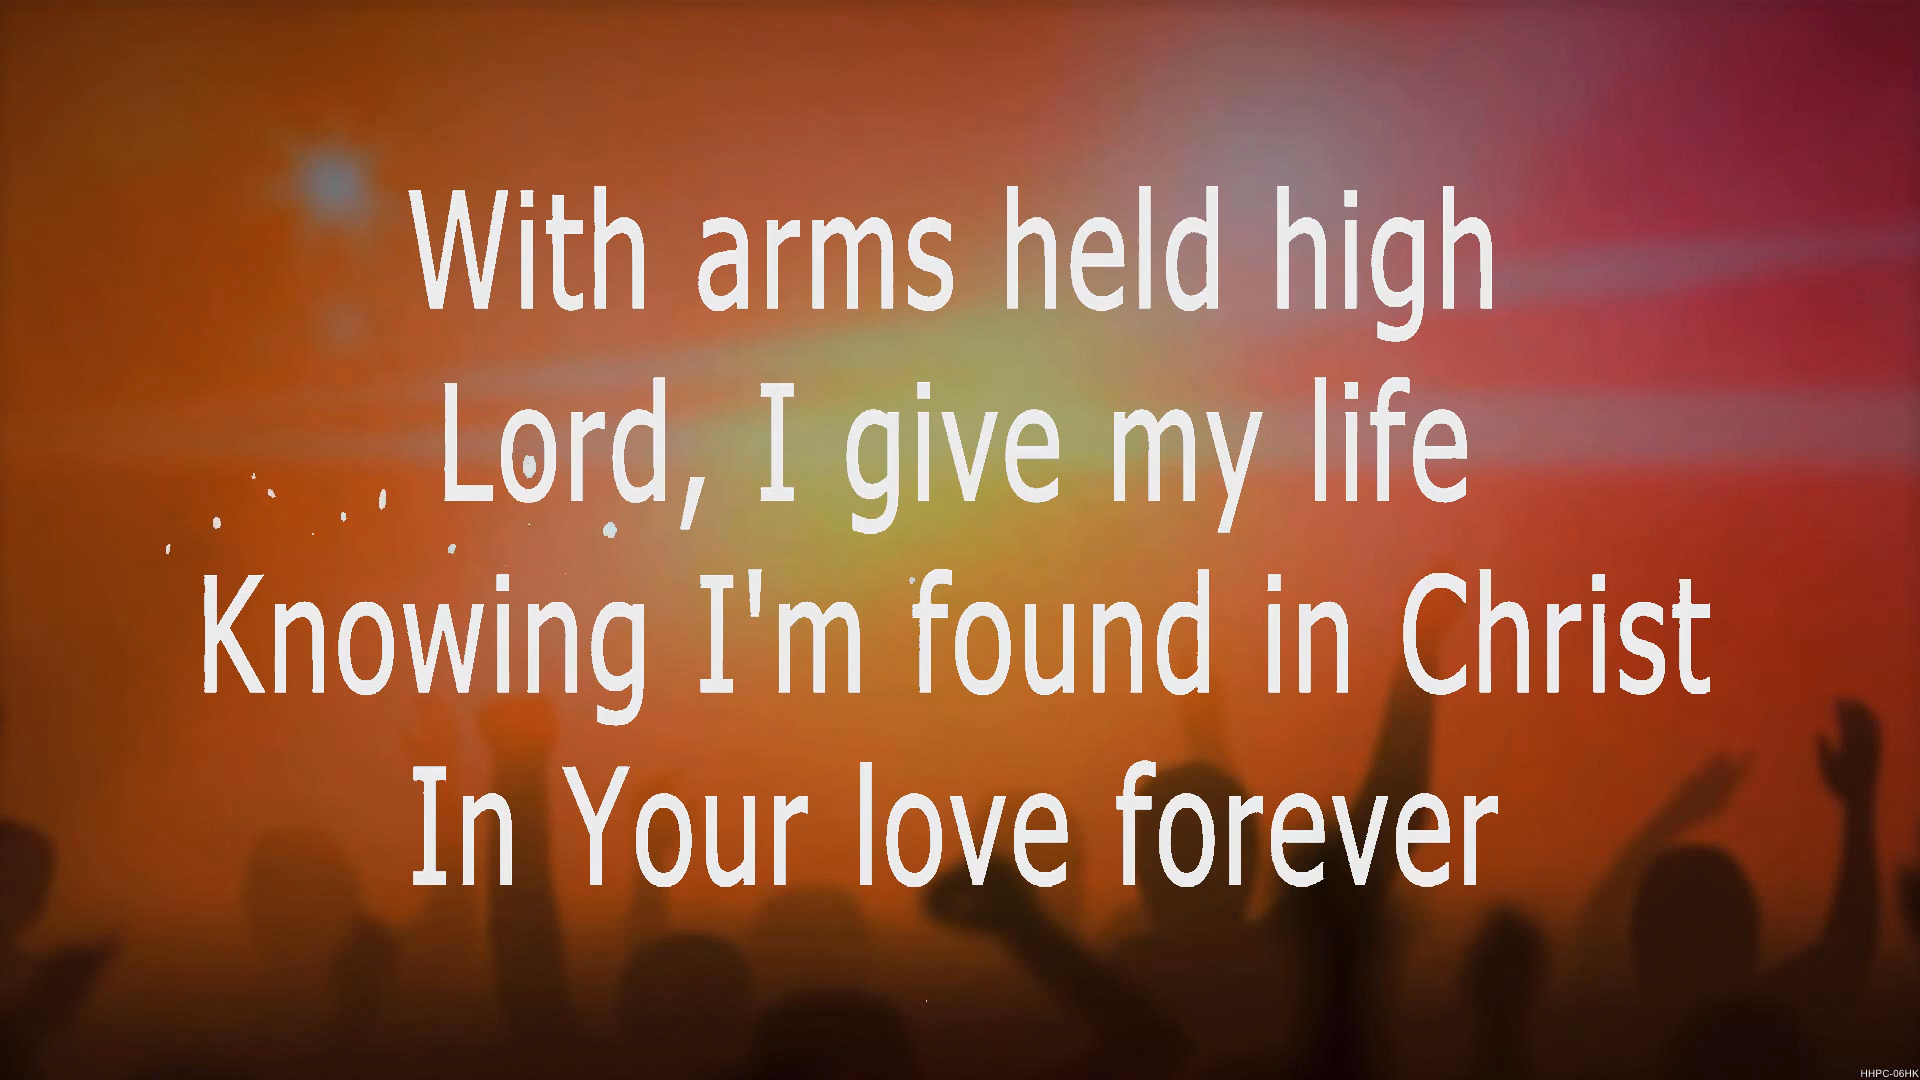 With arms held high
Lord, I give my life
Knowing I'm found in Christ
In Your love forever
HHPC-06HK